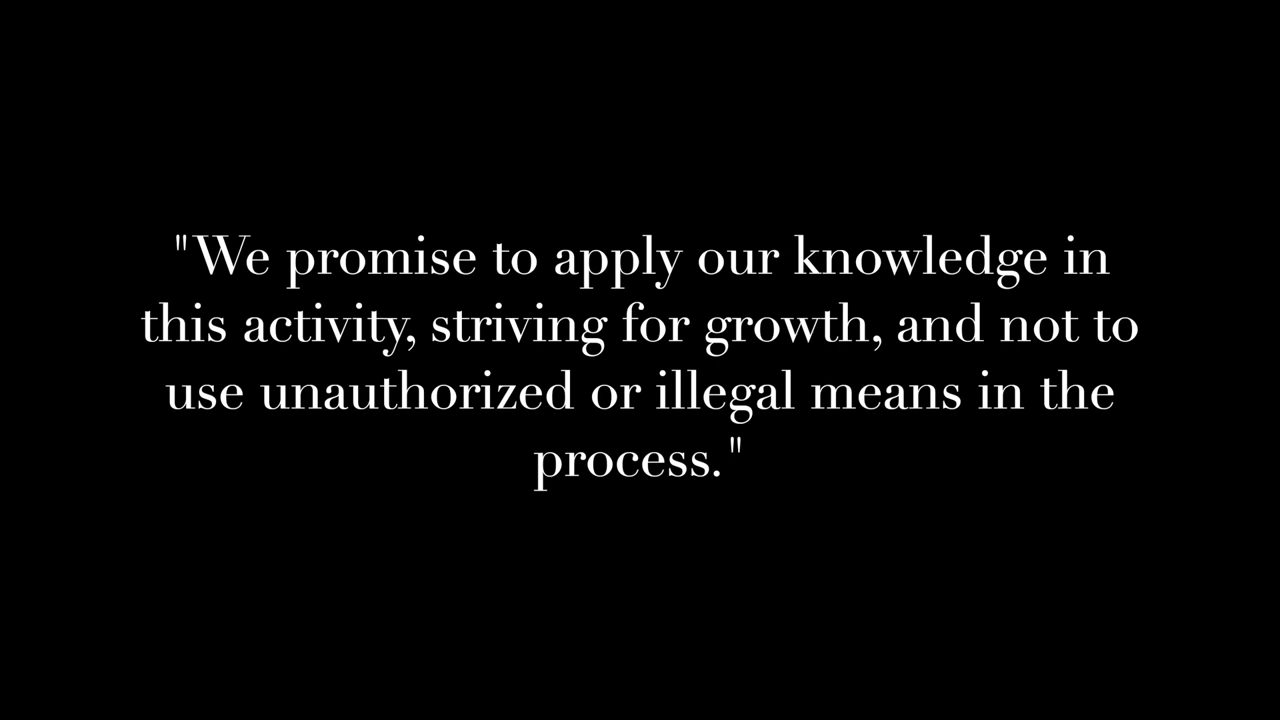 "We promise to apply our knowledge in
this activity, striving for growth, and not to
use unauthorized or illegal means in the
process."